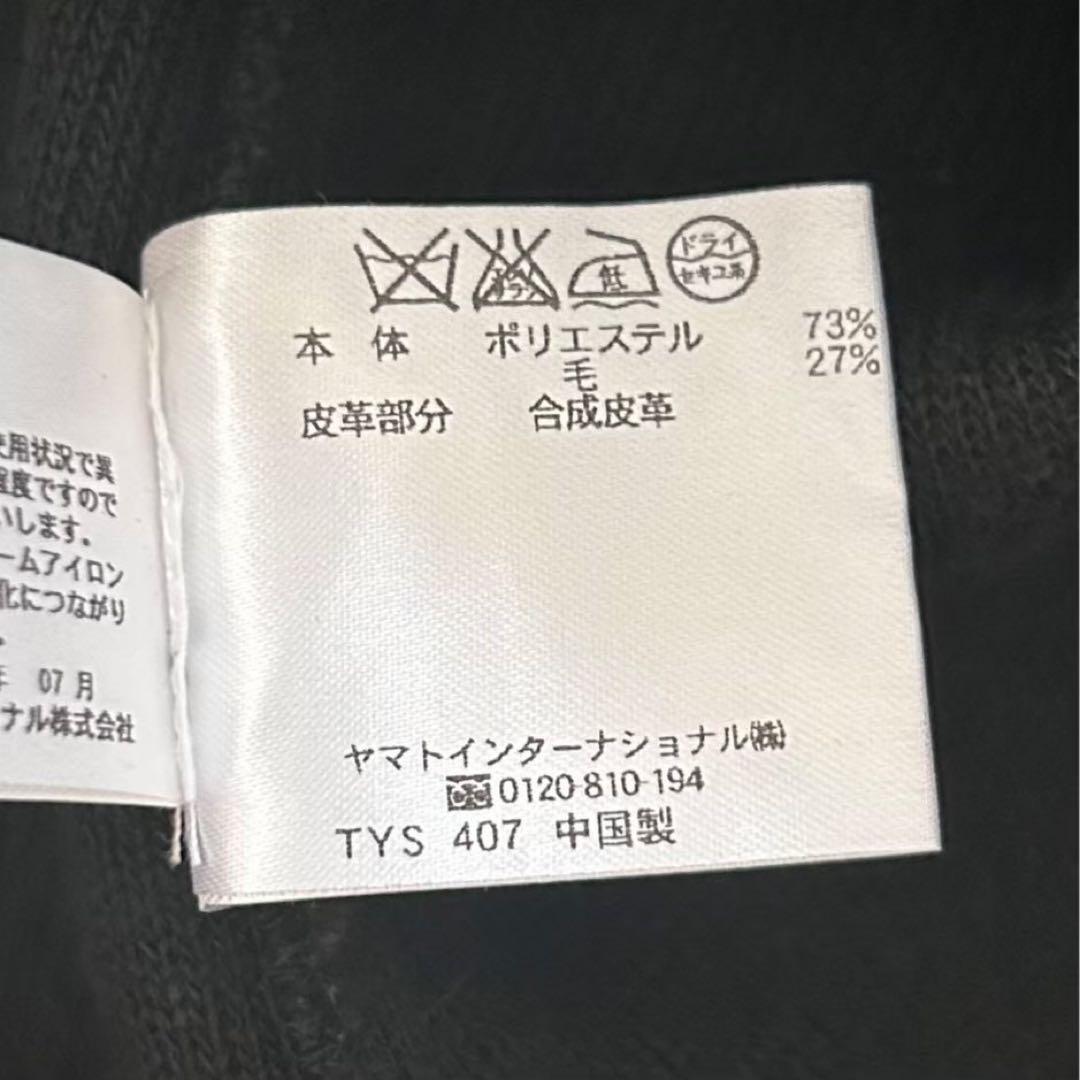 用状況で異
程度ですので
いします。
ームアイロン
化につながり
07月
ナル株式会社
低
ドライ
セキユ系
本体 ポリエステル 73%
毛 27%
皮革部分 合成皮革
ヤマトインターナショナル㈱
0120-810-194
TYS 407 中国製